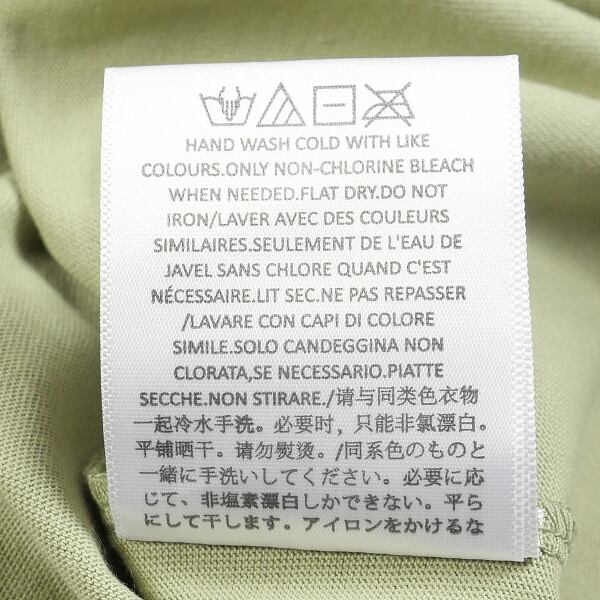 HAND WASH COLD WITH LIKE
COLOURS.ONLY NON-CHLORINE BLEACH
WHEN NEEDED.FLAT DRY.DO NOT
IRON/LAVER AVEC DES COULEURS
SIMILAIRES.SEULEMENT DE L'EAU DE
JAVEL SANS CHLORE QUAND C'EST
NÉCESSAIRE.LIT SEC.NE PAS REPASSER
/LAVARE CON CAPI DI COLORE
SIMILE.SOLO CANDEGGINA NON
CLORATA,SE NECESSARIO.PIATTE
SECCHE.NON STIRARE./请与同类色衣物
一起冷水手洗。必要时，只能非氯漂白。
平铺晒干。请勿熨烫。/同系色のものと
一緒に手洗いしてください。必要に応
じて、非塩素漂白しかできない。平ら
にして干します。アイロンをかけるな